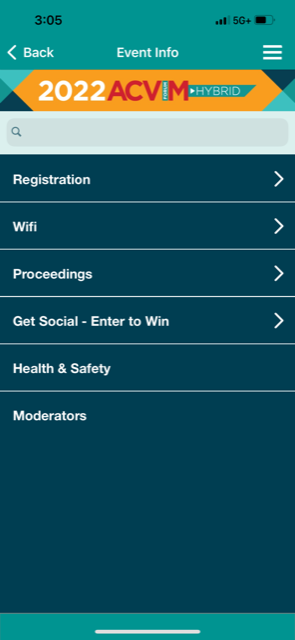 3:05 5G+
Back Event Info
2022 ACVIM FORUM HYBRID
Registration
Wifi
Proceedings
Get Social - Enter to Win
Health & Safety
Moderators